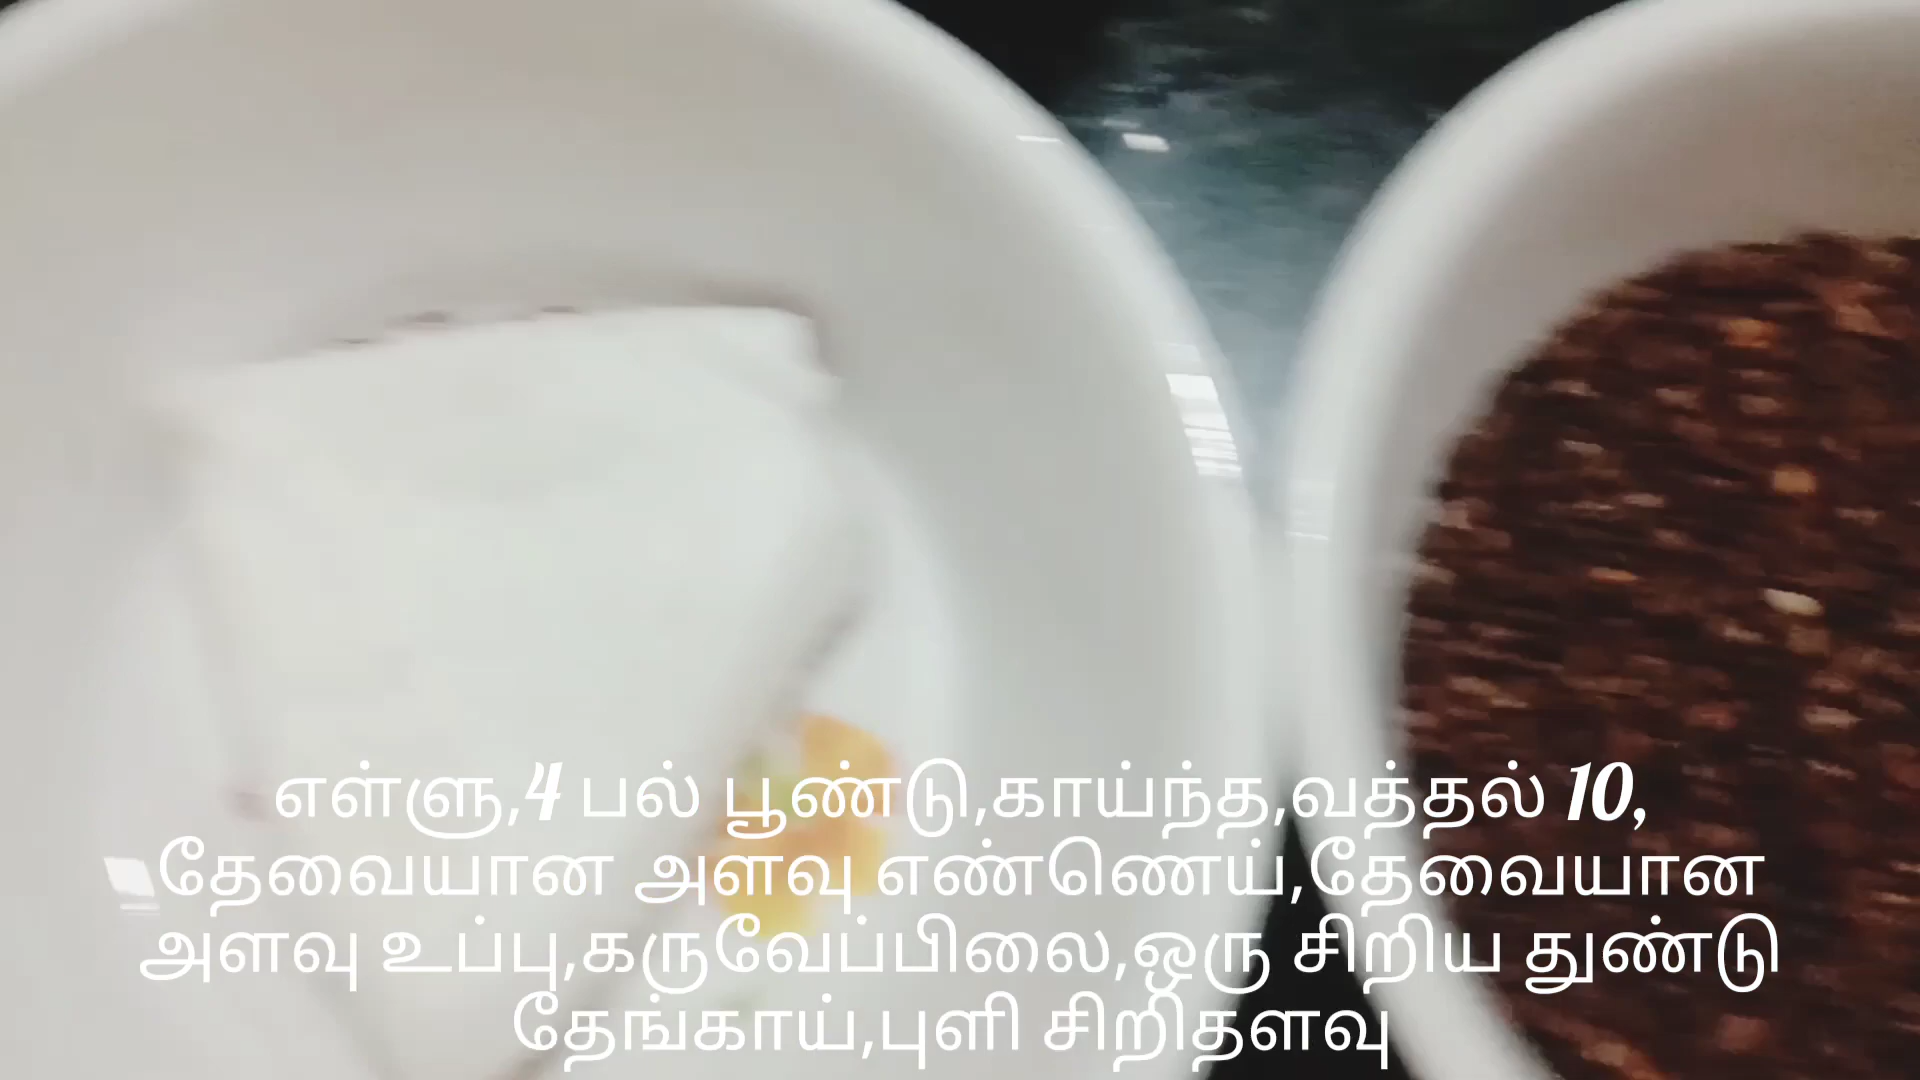 எள்ளு,4 பல் பூண்டு,காய்ந்த,வத்தல் 10,
தேவையான அளவு எண்ணெய்,தேவையான
அளவு உப்பு,கருவேப்பிலை,ஒரு சிறிய துண்டு
தேங்காய்,புளி சிறிதளவு